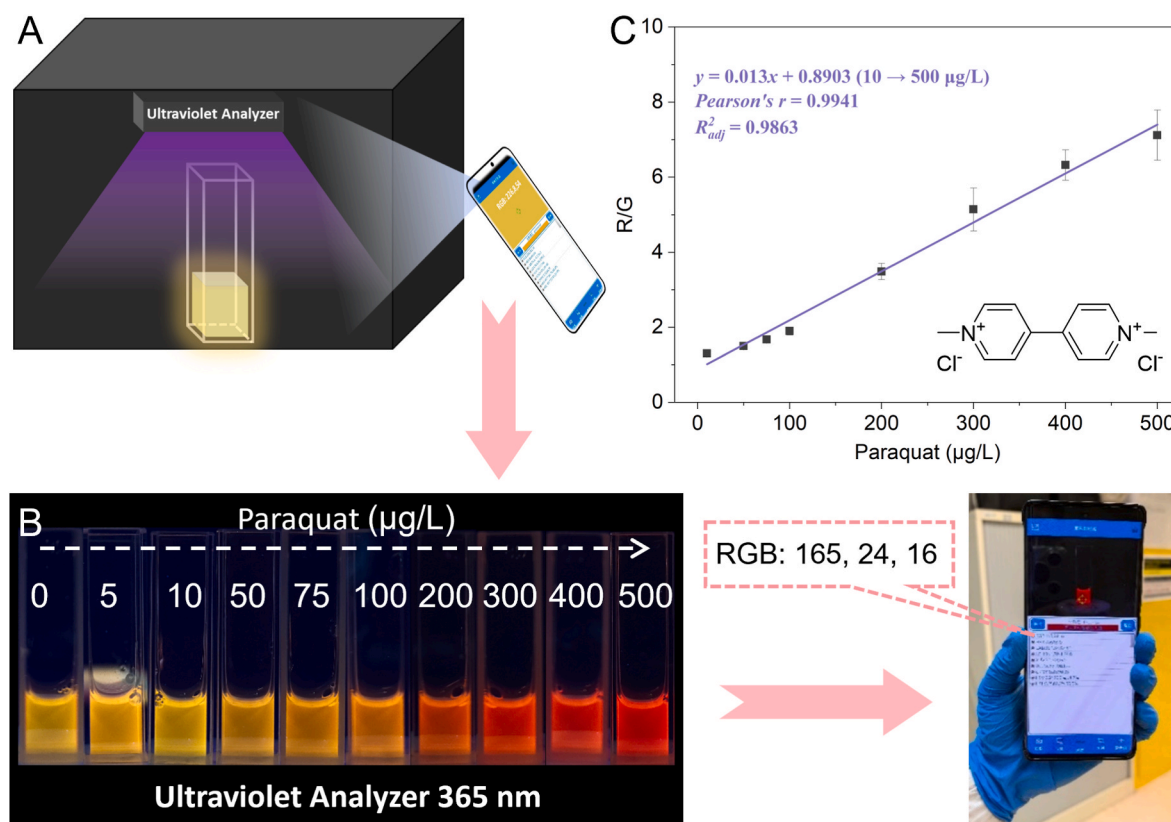 A
Ultraviolet Analyzer
C
10
8
6
4
2
0
R/G
y = 0.013x + 0.8903 (10 → 500 μg/L)
Pearson's r = 0.9941
R²adj = 0.9863
N⁺
N⁺
Cl⁻
Cl⁻
0 100 200 300 400 500
Paraquat (μg/L)
B
Paraquat (μg/L)
0 5 10 50 75 100 200 300 400 500
Ultraviolet Analyzer 365 nm
RGB: 165, 24, 16